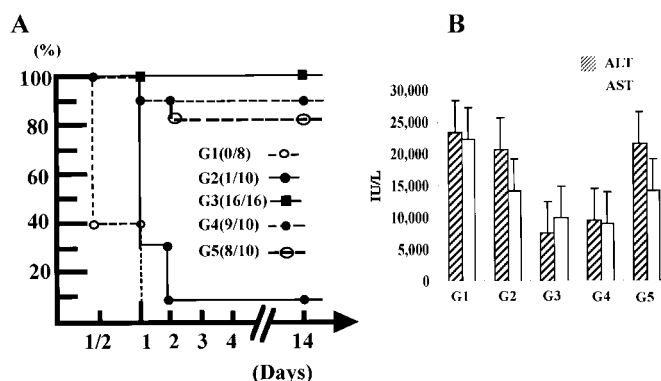 A
(%)
100
80
60
40
20
G1(0/8)
G2(1/10)
G3(16/16)
G4(9/10)
G5(8/10)
1/2 1 2 3 4 14
(Days)
B
ALT
AST
IU/L
30,000
25,000
20,000
15,000
10,000
5,000
0
G1 G2 G3 G4 G5